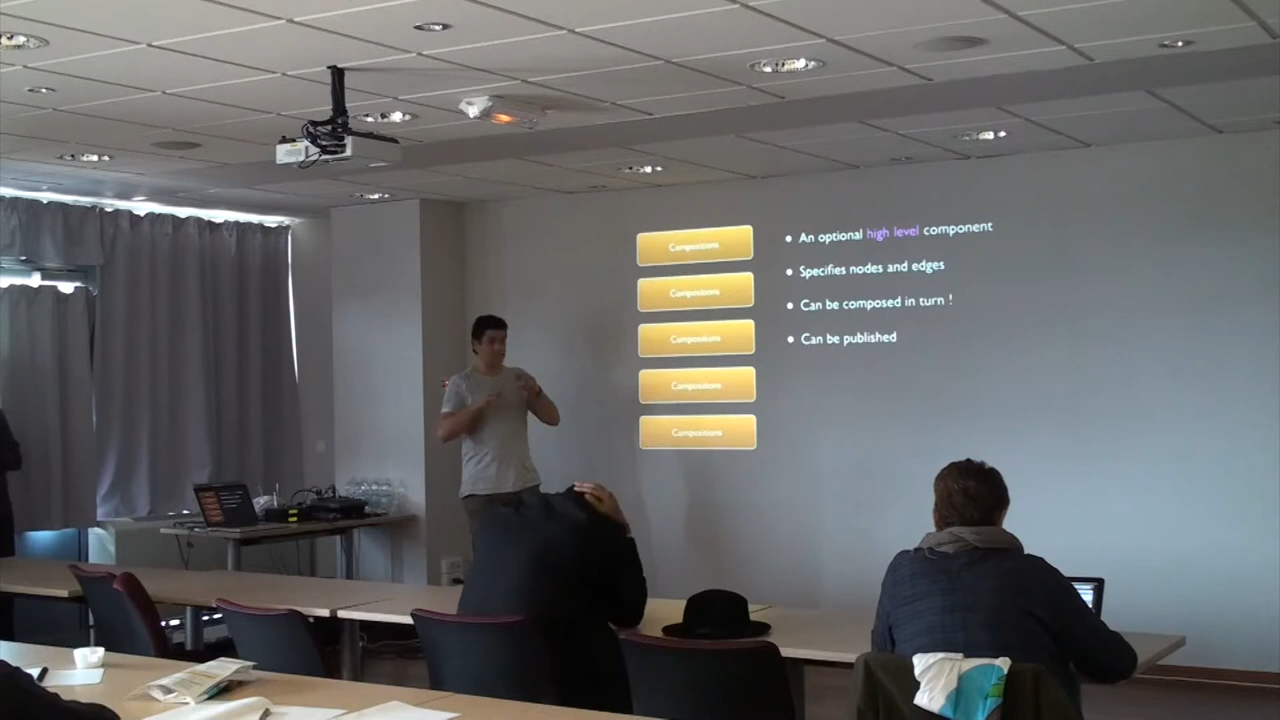 Compositions
Compositions
Compositions
Compositions
Compositions
An optional high level component
Specifies nodes and edges
Can be composed in turn !
Can be published